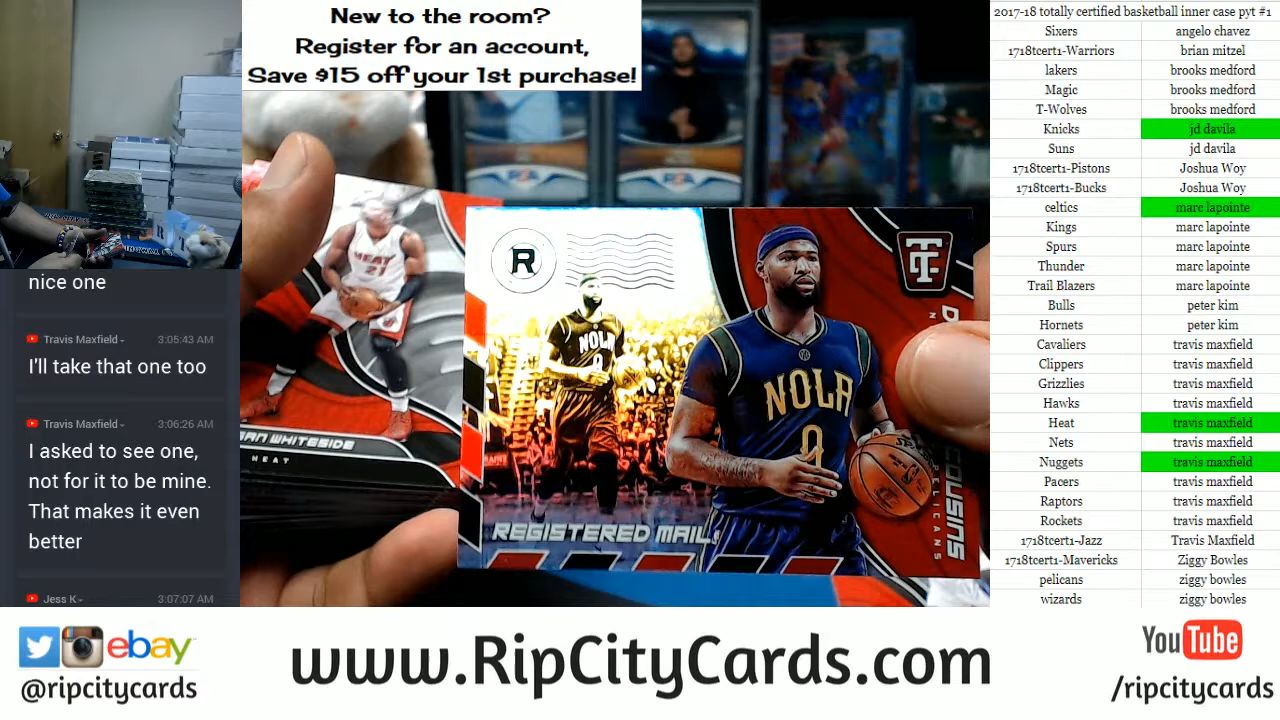 New to the room?
Register for an account,
Save $15 off your 1st purchase!
nice one
Travis Maxfield
3:05:43 AM
I'll take that one too
Travis Maxfield
3:06:26 AM
I asked to see one,
not for it to be mine.
That makes it even
better
Jess K
3:07:07 AM
HEAT
21
WHITESIDE
HEAT
R
NOLA
REGISTERED MAIL
NOLA
0
COUSINS
PELICANS
2017-18 totally certified basketball inner case pyt #1
Sixers angelo chavez
1718tcert1-Warriors brian mitzel
lakers brooks medford
Magic brooks medford
T-Wolves brooks medford
Knicks jd davila
Suns jd davila
1718tcert1-Pistons Joshua Woy
1718tcert1-Bucks Joshua Woy
celtics marc lapointe
Kings marc lapointe
Spurs marc lapointe
Thunder marc lapointe
Trail Blazers marc lapointe
Bulls peter kim
Hornets peter kim
Cavaliers travis maxfield
Clippers travis maxfield
Grizzlies travis maxfield
Hawks travis maxfield
Heat travis maxfield
Nets travis maxfield
Nuggets travis maxfield
Pacers travis maxfield
Raptors travis maxfield
Rockets travis maxfield
1718tcert1-Jazz Travis Maxfield
1718tcert1-Mavericks Ziggy Bowles
pelicans ziggy bowles
wizards ziggy bowles
ebay
@ripcitycards
www.RipCityCards.com
YouTube
/ripcitycards